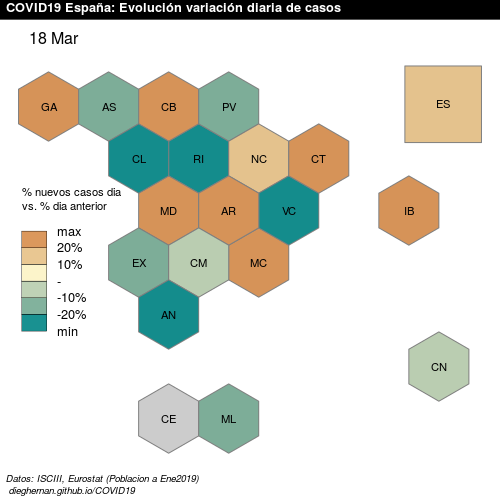 COVID19 España: Evolución variación diaria de casos
18 Mar
GA AS CB PV ES
CL RI NC CT
% nuevos casos dia
vs. % dia anterior
MD AR VC IB
max
20%
10%
-
-10%
-20%
min
EX CM MC
AN
CN
CE ML
Datos: ISCIII, Eurostat (Poblacion a Ene2019)
dieghernan.github.io/COVID19